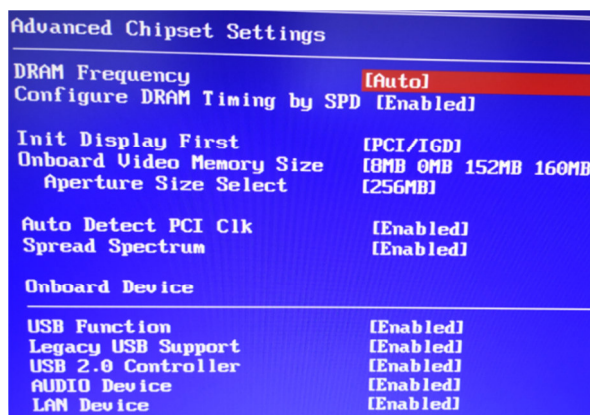 Advanced Chipset Settings
DRAM Frequency [Auto]
Configure DRAM Timing by SPD [Enabled]
Init Display First [PCI/IGD]
Onboard Video Memory Size [8MB 0MB 152MB 160MB
Aperture Size Select [256MB]
Auto Detect PCI Clk [Enabled]
Spread Spectrum [Enabled]
Onboard Device
USB Function [Enabled]
Legacy USB Support [Enabled]
USB 2.0 Controller [Enabled]
AUDIO Device [Enabled]
LAN Device [Enabled]